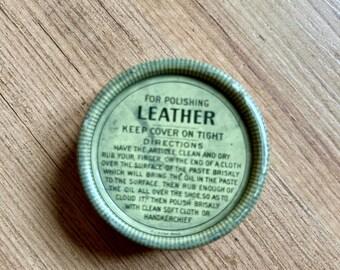 FOR POLISHING
LEATHER
KEEP COVER ON TIGHT
DIRECTIONS
HAVE THE ARTICLE CLEAN AND DRY
RUB YOUR FINGER, OR THE END OF A CLOTH
OVER THE SURFACE OF THE PASTE BRISKLY
WHICH WILL BRING THE OIL IN THE PASTE
TO THE SURFACE. THEN RUB ENOUGH OF
THE OIL ALL OVER THE SHOE, SO AS TO
CLOUD IT. THEN POLISH BRISKLY
WITH CLEAN SOFT CLOTH OR
HANDKERCHIEF